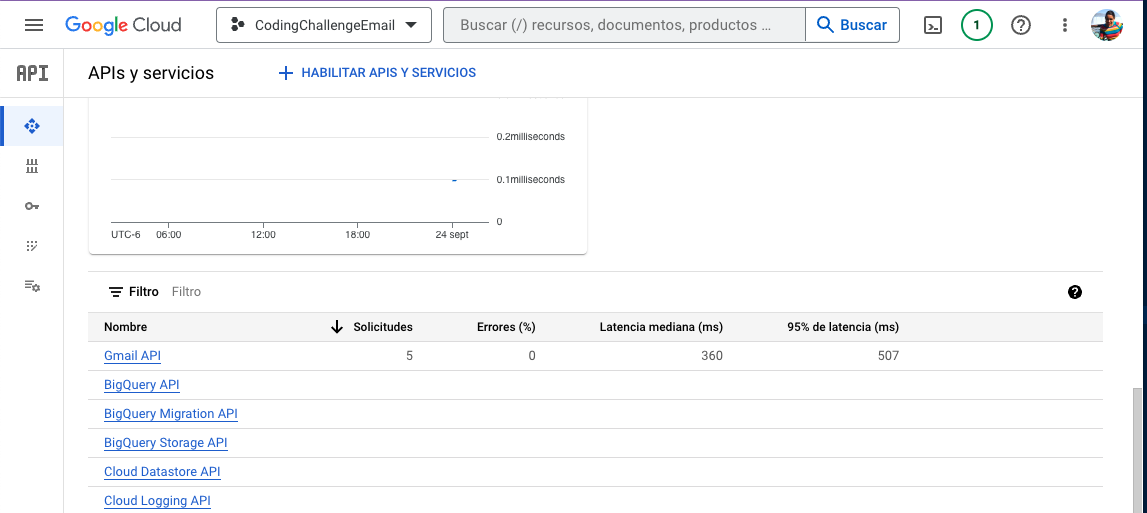 Google Cloud
CodingChallengeEmail
Buscar (/) recursos, documentos, productos ...
Buscar
1
API
APIs y servicios
HABILITAR APIS Y SERVICIOS
0.2milliseconds
0.1milliseconds
0
UTC-6 06:00 12:00 18:00 24 sept
Filtro Filtro
Nombre Solicitudes Errores (%) Latencia mediana (ms) 95% de latencia (ms)
Gmail API 5 0 360 507
BigQuery API
BigQuery Migration API
BigQuery Storage API
Cloud Datastore API
Cloud Logging API